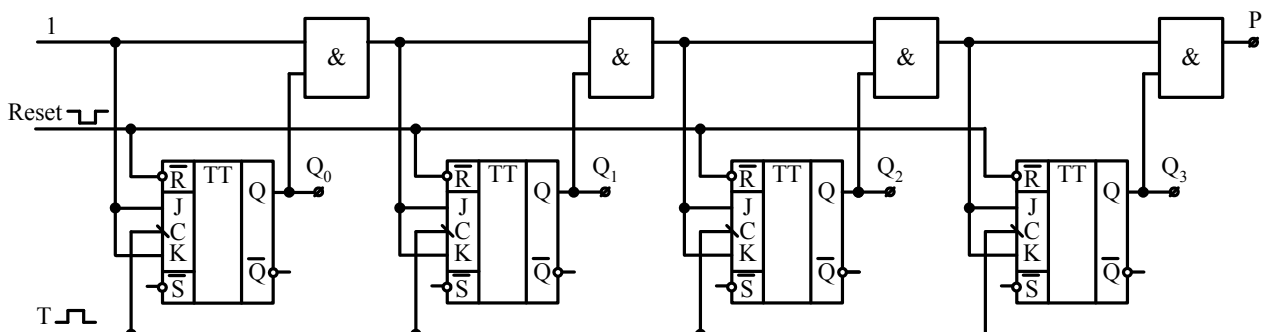 1 & & & & P
Reset
R TT Q Q0 R TT Q Q1 R TT Q Q2 R TT Q Q3
J J J J
C C C C
K Q̅ K Q̅ K Q̅ K Q̅
S̅ S̅ S̅ S̅
T